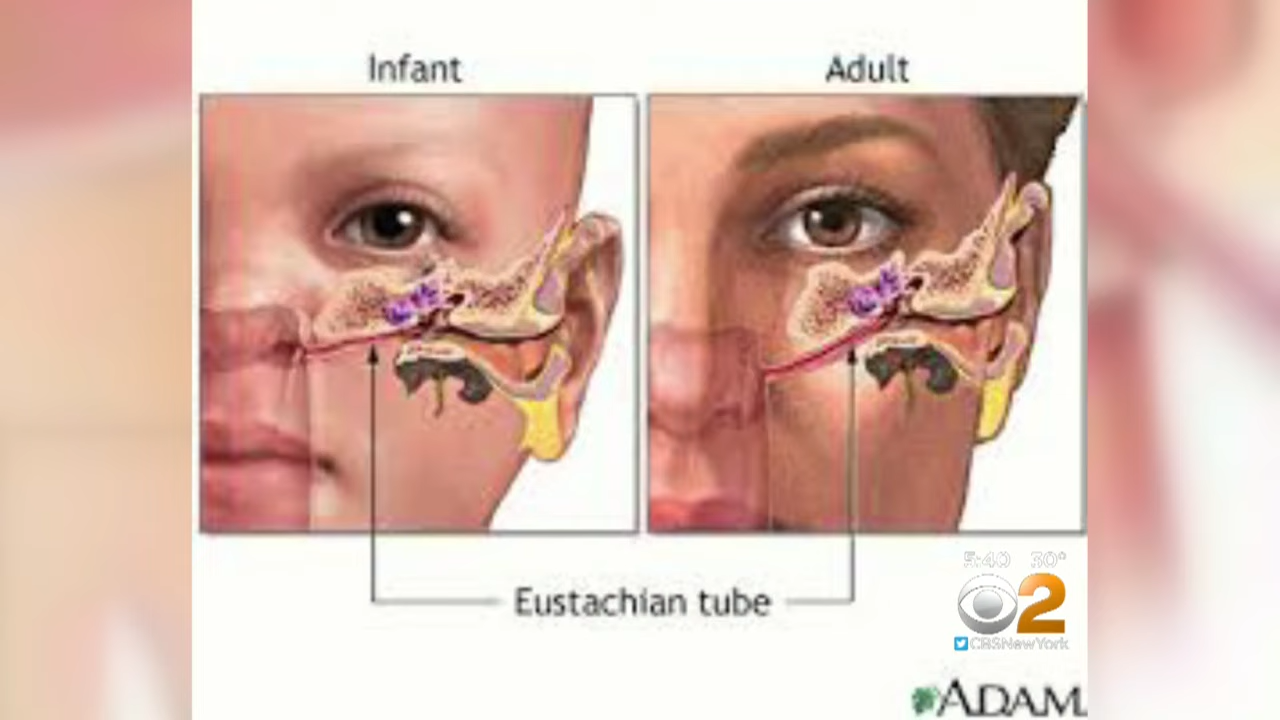 Infant
Adult
Eustachian tube
5:40 30°
2
CBSNewYork
ADAM.